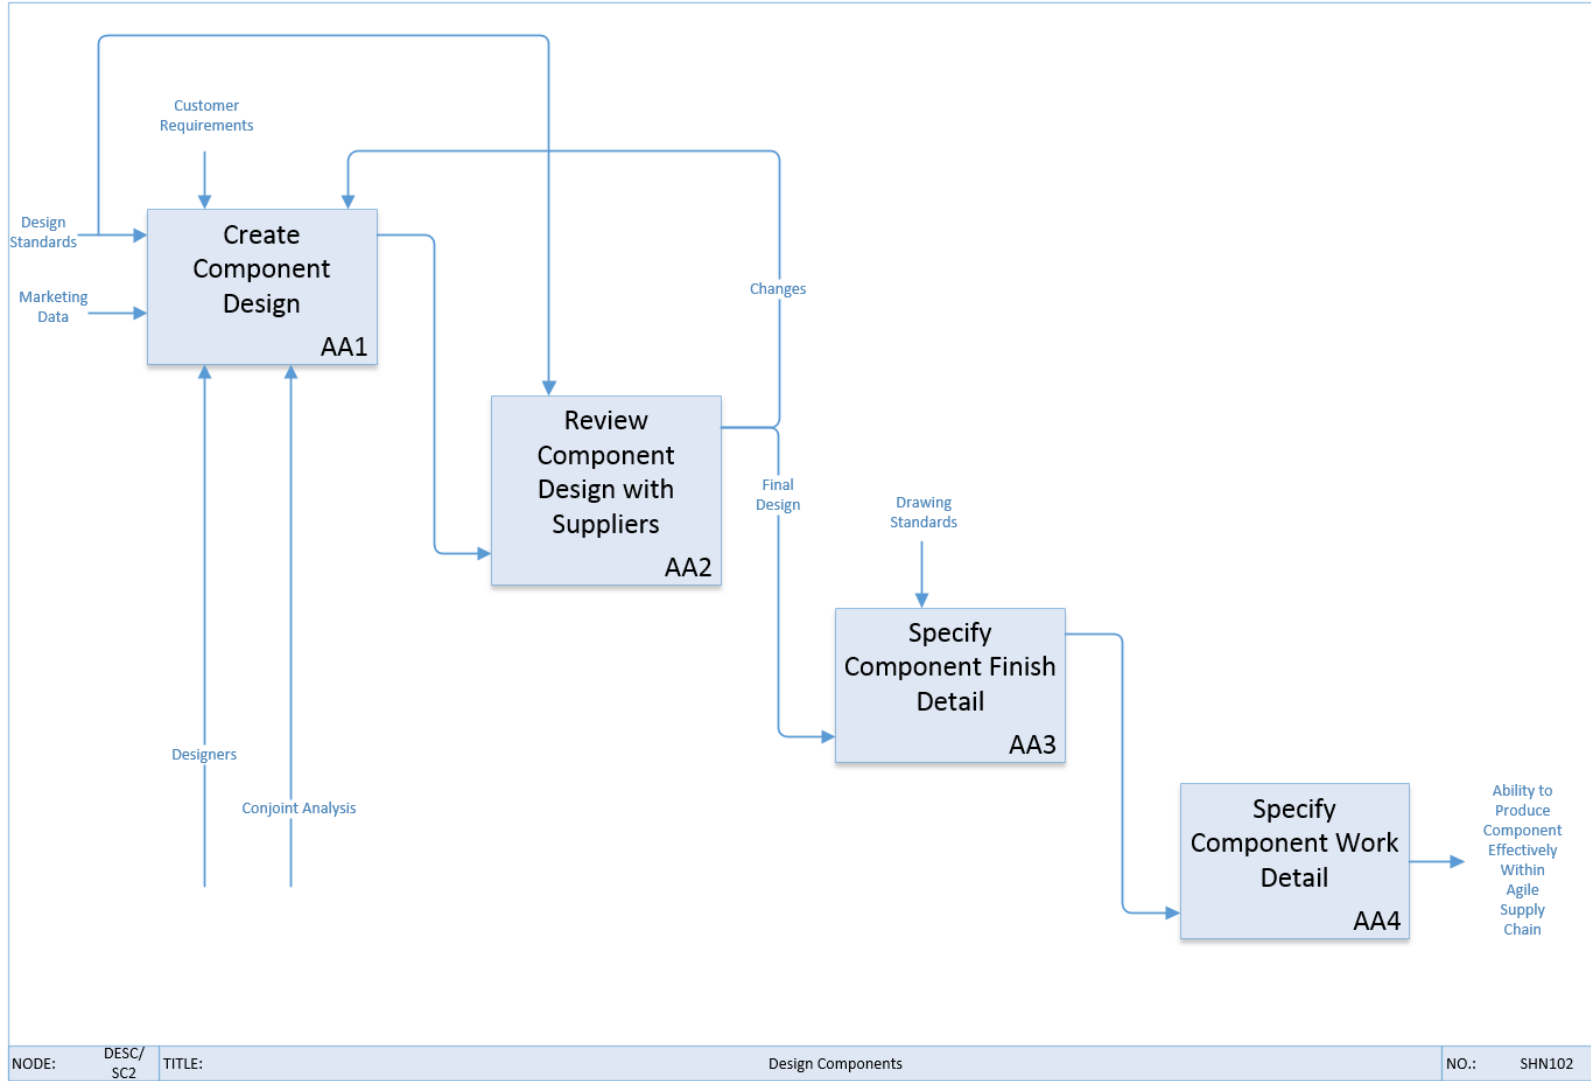 Customer
Requirements
Design
Standards
Create
Component
Design
AA1
Marketing
Data
Changes
Review
Component
Design with
Suppliers
AA2
Final
Design
Drawing
Standards
Specify
Component Finish
Detail
AA3
Designers
Conjoint Analysis
Specify
Component Work
Detail
AA4
Ability to
Produce
Component
Effectively
Within
Agile
Supply
Chain
NODE:
DESC/
SC2
TITLE:
Design Components
NO.:
SHN102